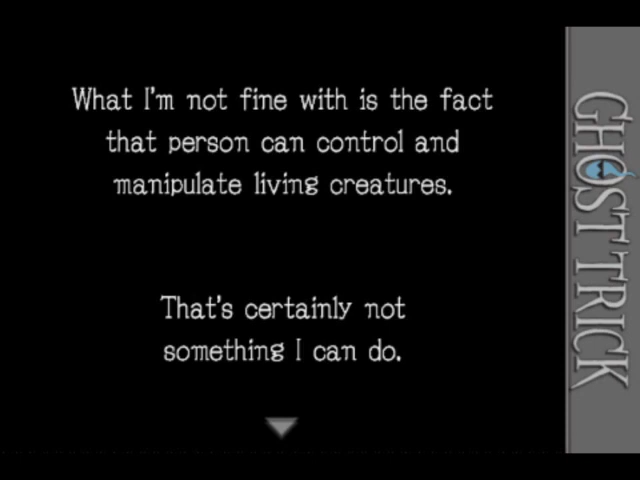 What I'm not fine with is the fact
that person can control and
manipulate living creatures.
That's certainly not
something I can do.
GHOST TRICK